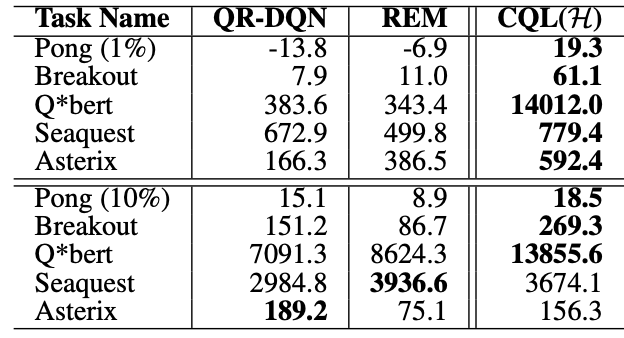 Task Name QR-DQN REM CQL(ℋ)
Pong (1%) -13.8 -6.9 19.3
Breakout 7.9 11.0 61.1
Q*bert 383.6 343.4 14012.0
Seaquest 672.9 499.8 779.4
Asterix 166.3 386.5 592.4
Pong (10%) 15.1 8.9 18.5
Breakout 151.2 86.7 269.3
Q*bert 7091.3 8624.3 13855.6
Seaquest 2984.8 3936.6 3674.1
Asterix 189.2 75.1 156.3